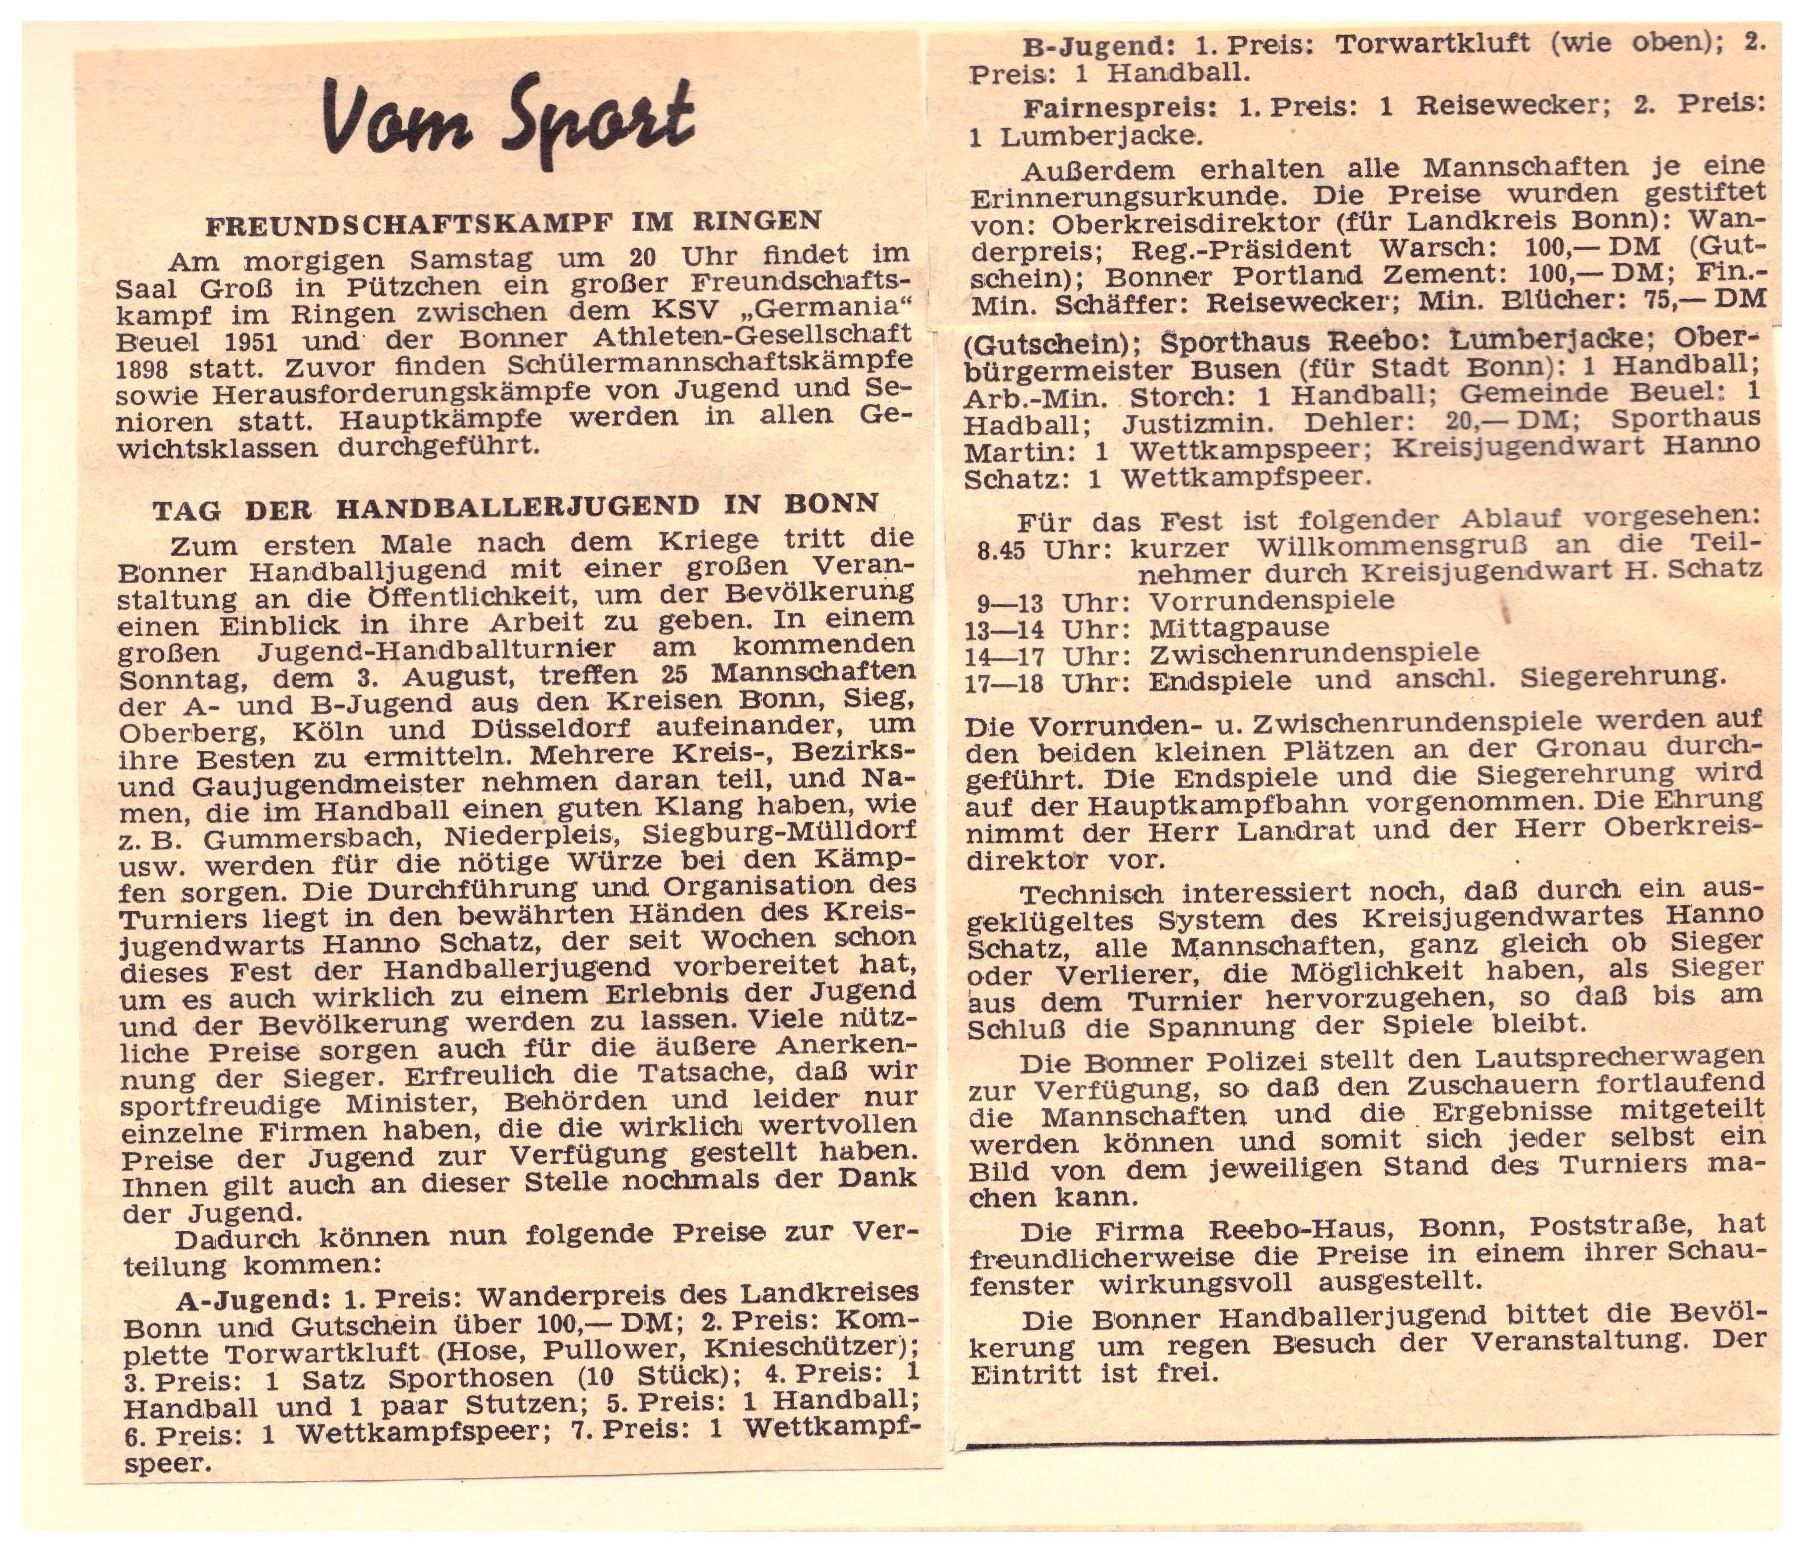 Vom Sport
FREUNDSCHAFTSKAMPF IM RINGEN
Am morgigen Samstag um 20 Uhr findet im
Saal Groß in Pützchen ein großer Freundschafts-
kampf im Ringen zwischen dem KSV „Germania“
Beuel 1951 und der Bonner Athleten-Gesellschaft
1898 statt. Zuvor finden Schülermannschaftskämpfe
sowie Herausforderungskämpfe von Jugend und Se-
nioren statt. Hauptkämpfe werden in allen Ge-
wichtsklassen durchgeführt.
TAG DER HANDBALLERJUGEND IN BONN
Zum ersten Male nach dem Kriege tritt die
Bonner Handballjugend mit einer großen Veran-
staltung an die Öffentlichkeit, um der Bevölkerung
einen Einblick in ihre Arbeit zu geben. In einem
großen Jugend-Handballturnier am kommenden
Sonntag, dem 3. August, treffen 25 Mannschaften
der A- und B-Jugend aus den Kreisen Bonn, Sieg,
Oberberg, Köln und Düsseldorf aufeinander, um
ihre Besten zu ermitteln. Mehrere Kreis-, Bezirks-
und Gaujugendmeister nehmen daran teil, und Na-
men, die im Handball einen guten Klang haben, wie
z. B. Gummersbach, Niederpleis, Siegburg-Mülldorf
usw. werden für die nötige Würze bei den Kämp-
fen sorgen. Die Durchführung und Organisation des
Turniers liegt in den bewährten Händen des Kreis-
jugendwarts Hanno Schatz, der seit Wochen schon
dieses Fest der Handballerjugend vorbereitet hat,
um es auch wirklich zu einem Erlebnis der Jugend
und der Bevölkerung werden zu lassen. Viele nütz-
liche Preise sorgen auch für die äußere Anerken-
nung der Sieger. Erfreulich die Tatsache, daß wir
sportfreudige Minister, Behörden und leider nur
einzelne Firmen haben, die die wirklich wertvollen
Preise der Jugend zur Verfügung gestellt haben.
Ihnen gilt auch an dieser Stelle nochmals der Dank
der Jugend.
Dadurch können nun folgende Preise zur Ver-
teilung kommen:
A-Jugend: 1. Preis: Wanderpreis des Landkreises
Bonn und Gutschein über 100,— DM; 2. Preis: Kom-
plette Torwartkluft (Hose, Pullower, Knieschützer);
3. Preis: 1 Satz Sporthosen (10 Stück); 4. Preis: 1
Handball und 1 paar Stutzen; 5. Preis: 1 Handball;
6. Preis: 1 Wettkampfspeer; 7. Preis: 1 Wettkampf-
speer.
B-Jugend: 1. Preis: Torwartkluft (wie oben); 2.
Preis: 1 Handball.
Fairnespreis: 1. Preis: 1 Reisewecker; 2. Preis:
1 Lumberjacke.
Außerdem erhalten alle Mannschaften je eine
Erinnerungsurkunde. Die Preise wurden gestiftet
von: Oberkreisdirektor (für Landkreis Bonn): Wan-
derpreis; Reg.-Präsident Warsch: 100,— DM (Gut-
schein); Bonner Portland Zement: 100,— DM; Fin.-
Min. Schäffer: Reisewecker; Min. Blücher: 75,— DM
(Gutschein); Sporthaus Reebo: Lumberjacke; Ober-
bürgermeister Busen (für Stadt Bonn): 1 Handball;
Arb.-Min. Storch: 1 Handball; Gemeinde Beuel: 1
Hadball; Justizmin. Dehler: 20,— DM; Sporthaus
Martin: 1 Wettkampspeer; Kreisjugendwart Hanno
Schatz: 1 Wettkampfspeer.
Für das Fest ist folgender Ablauf vorgesehen:
8.45 Uhr: kurzer Willkommensgruß an die Teil-
nehmer durch Kreisjugendwart H. Schatz
9—13 Uhr: Vorrundenspiele
13—14 Uhr: Mittagpause
14—17 Uhr: Zwischenrundenspiele
17—18 Uhr: Endspiele und anschl. Siegerehrung.
Die Vorrunden- u. Zwischenrundenspiele werden auf
den beiden kleinen Plätzen an der Gronau durch-
geführt. Die Endspiele und die Siegerehrung wird
auf der Hauptkampfbahn vorgenommen. Die Ehrung
nimmt der Herr Landrat und der Herr Oberkreis-
direktor vor.
Technisch interessiert noch, daß durch ein aus-
geklügeltes System des Kreisjugendwartes Hanno
Schatz, alle Mannschaften, ganz gleich ob Sieger
oder Verlierer, die Möglichkeit haben, als Sieger
aus dem Turnier hervorzugehen, so daß bis am
Schluß die Spannung der Spiele bleibt.
Die Bonner Polizei stellt den Lautsprecherwagen
zur Verfügung, so daß den Zuschauern fortlaufend
die Mannschaften und die Ergebnisse mitgeteilt
werden können und somit sich jeder selbst ein
Bild von dem jeweiligen Stand des Turniers ma-
chen kann.
Die Firma Reebo-Haus, Bonn, Poststraße, hat
freundlicherweise die Preise in einem ihrer Schau-
fenster wirkungsvoll ausgestellt.
Die Bonner Handballerjugend bittet die Bevöl-
kerung um regen Besuch der Veranstaltung. Der
Eintritt ist frei.